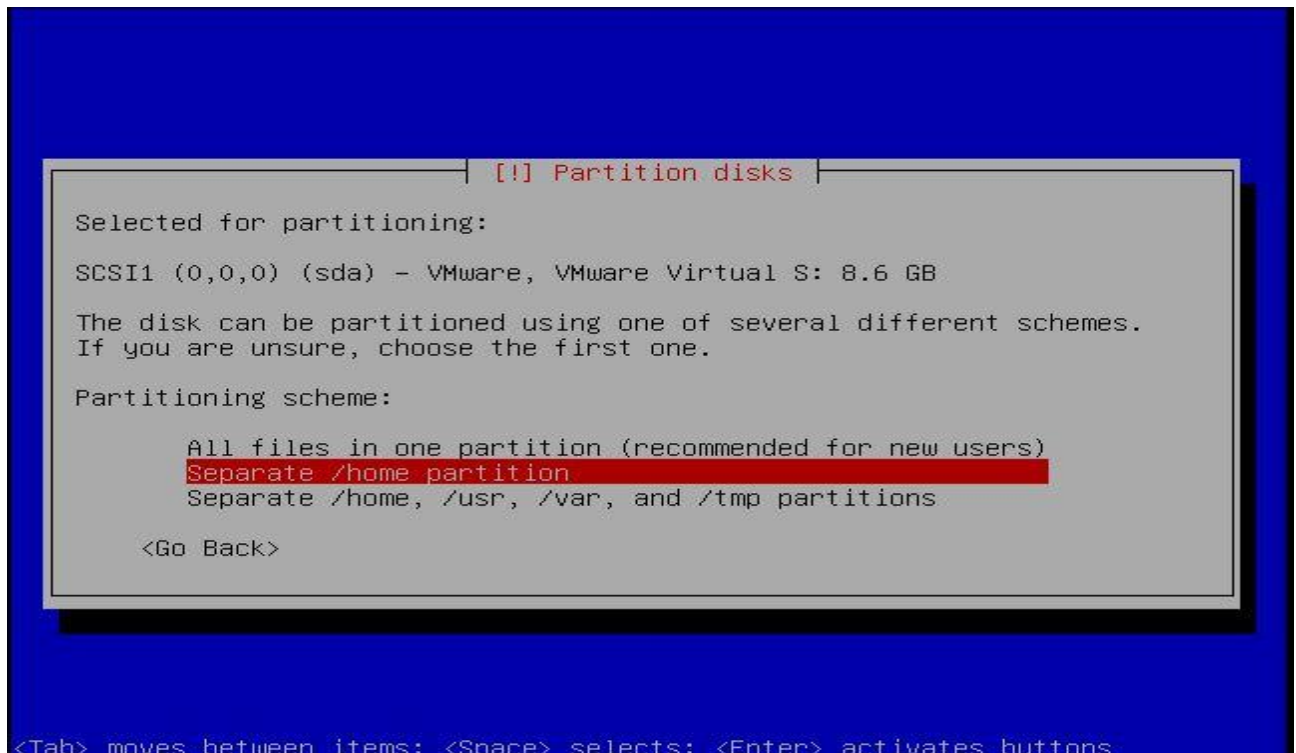 [!] Partition disks
Selected for partitioning:
SCSI1 (0,0,0) (sda) – VMware, VMware Virtual S: 8.6 GB
The disk can be partitioned using one of several different schemes.
If you are unsure, choose the first one.
Partitioning scheme:
All files in one partition (recommended for new users)
Separate /home partition
Separate /home, /usr, /var, and /tmp partitions
<Go Back>
<Tab> moves between items; <Space> selects; <Enter> activates buttons